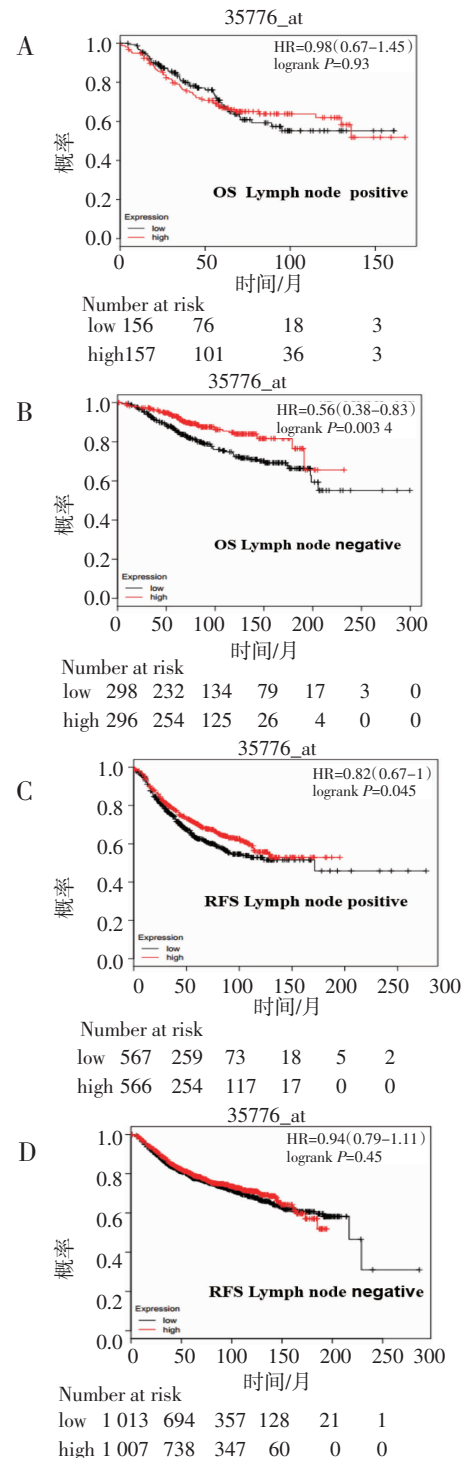 35776_at
A
HR=0.98(0.67-1.45)
logrank P=0.93
1.0
0.8
0.6
0.4
0.2
0.0
概率
OS Lymph node positive
Expression
low
high
0 50 100 150
时间/月
Number at risk
low 156 76 18 3
high157 101 36 3
35776_at
B
HR=0.56(0.38-0.83)
logrank P=0.003 4
1.0
0.8
0.6
0.4
0.2
0.0
概率
OS Lymph node negative
Expression
low
high
0 50 100 150 200 250 300
时间/月
Number at risk
low 298 232 134 79 17 3 0
high 296 254 125 26 4 0 0
35776_at
C
HR=0.82(0.67-1)
logrank P=0.045
1.0
0.8
0.6
0.4
0.2
0.0
概率
RFS Lymph node positive
Expression
low
high
0 50 100 150 200 250 300
时间/月
Number at risk
low 567 259 73 18 5 2
high 566 254 117 17 0 0
35776_at
D
HR=0.94(0.79-1.11)
logrank P=0.45
1.0
0.8
0.6
0.4
0.2
0.0
概率
RFS Lymph node negative
Expression
low
high
0 50 100 150 200 250 300
时间/月
Number at risk
low 1 013 694 357 128 21 1
high 1 007 738 347 60 0 0